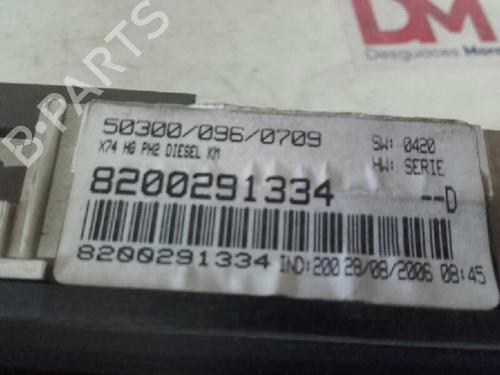 DM
Desguaces
B-PARTS
50300/096/0709
X74 HG PH2 DIESEL KM
SW: 0420
HW: SERIE
8200291334
--D
8200291334 IND:200 28/08/2006 08:45